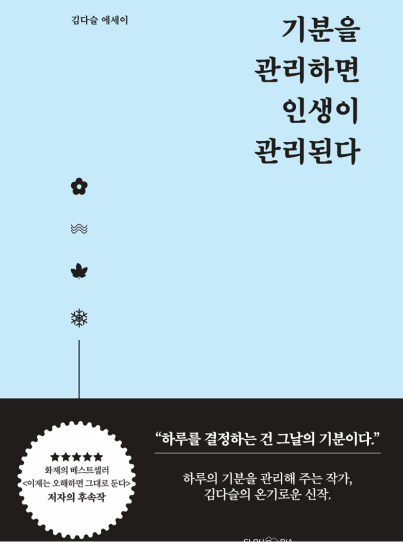 김다슬 에세이
기분을
관리하면
인생이
관리된다
“하루를 결정하는 건 그날의 기분이다.”
하루의 기분을 관리해 주는 작가,
김다슬의 온기로운 신작.
★★★★★
화제의 베스트셀러
<이제는 오해하면 그대로 둔다>
저자의 후속작